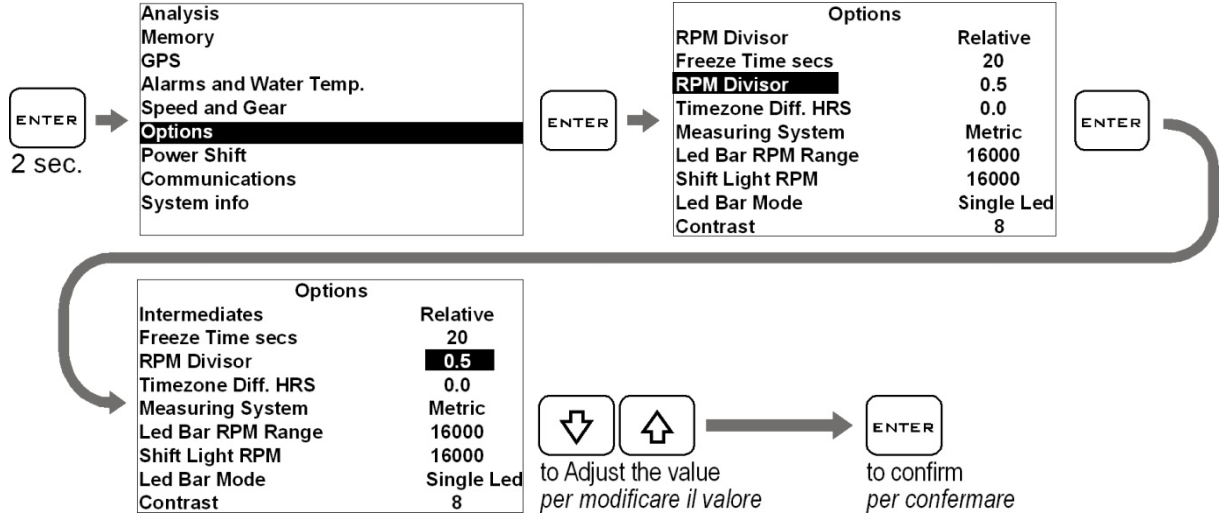 ENTER
2 sec.
Analysis
Memory
GPS
Alarms and Water Temp.
Speed and Gear
Options
Power Shift
Communications
System info
ENTER
Options
RPM Divisor Relative
Freeze Time secs 20
RPM Divisor 0.5
Timezone Diff. HRS 0.0
Measuring System Metric
Led Bar RPM Range 16000
Shift Light RPM 16000
Led Bar Mode Single Led
Contrast 8
ENTER
Options
Intermediates Relative
Freeze Time secs 20
RPM Divisor 0.5
Timezone Diff. HRS 0.0
Measuring System Metric
Led Bar RPM Range 16000
Shift Light RPM 16000
Led Bar Mode Single Led
Contrast 8
to Adjust the value
per modificare il valore
ENTER
to confirm
per confermare